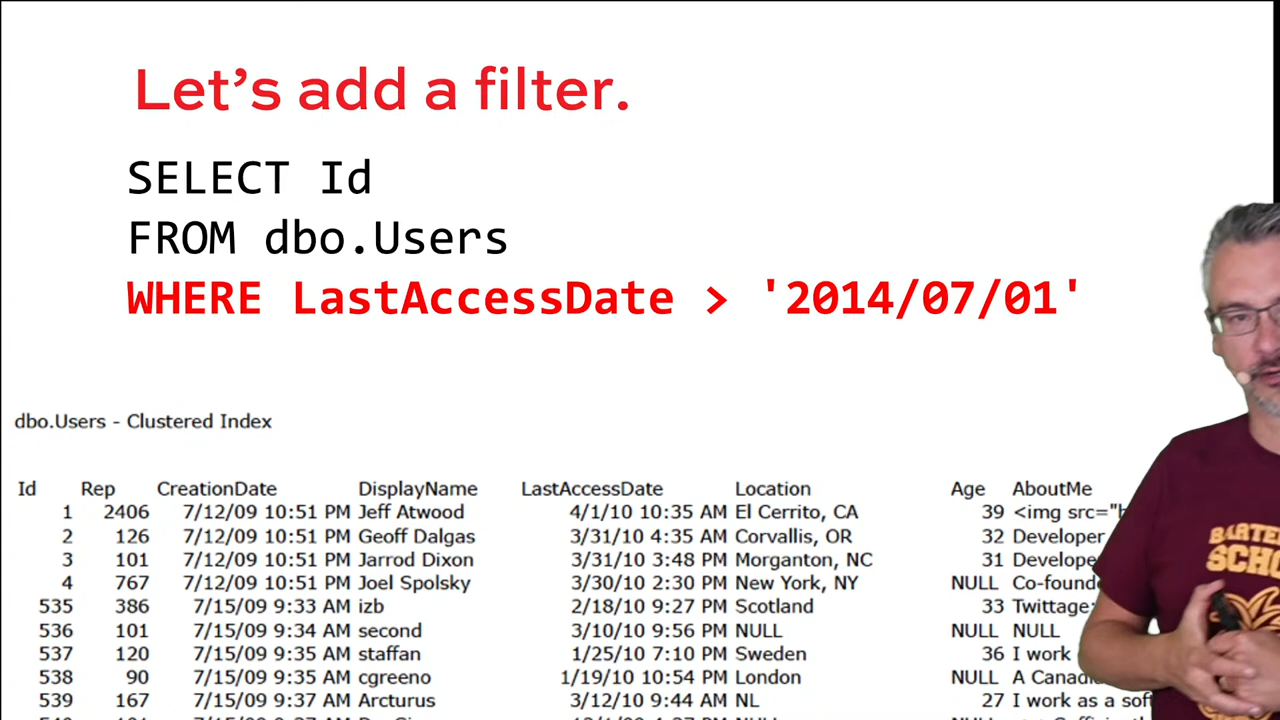 Let's add a filter.
SELECT Id
FROM dbo.Users
WHERE LastAccessDate > '2014/07/01'
dbo.Users - Clustered Index
Id Rep CreationDate DisplayName LastAccessDate Location Age AboutMe
1 2406 7/12/09 10:51 PM Jeff Atwood 4/1/10 10:35 AM El Cerrito, CA 39 <img src="
2 126 7/12/09 10:51 PM Geoff Dalgas 3/31/10 4:35 AM Corvallis, OR 32 Developer
3 101 7/12/09 10:51 PM Jarrod Dixon 3/31/10 3:48 PM Morganton, NC 31 Develope
4 767 7/12/09 10:51 PM Joel Spolsky 3/30/10 2:30 PM New York, NY NULL Co-found
535 386 7/15/09 9:33 AM izb 2/18/10 9:27 PM Scotland 33 Twittage:
536 101 7/15/09 9:34 AM second 3/10/10 9:56 PM NULL NULL NULL
537 120 7/15/09 9:35 AM staffan 1/25/10 7:10 PM Sweden 36 I work
538 90 7/15/09 9:35 AM cgreeno 1/19/10 10:54 PM London NULL A Canad
539 167 7/15/09 9:37 AM Arcturus 3/12/10 9:44 AM NL 27 I work as a sof
BARTE
SCHO